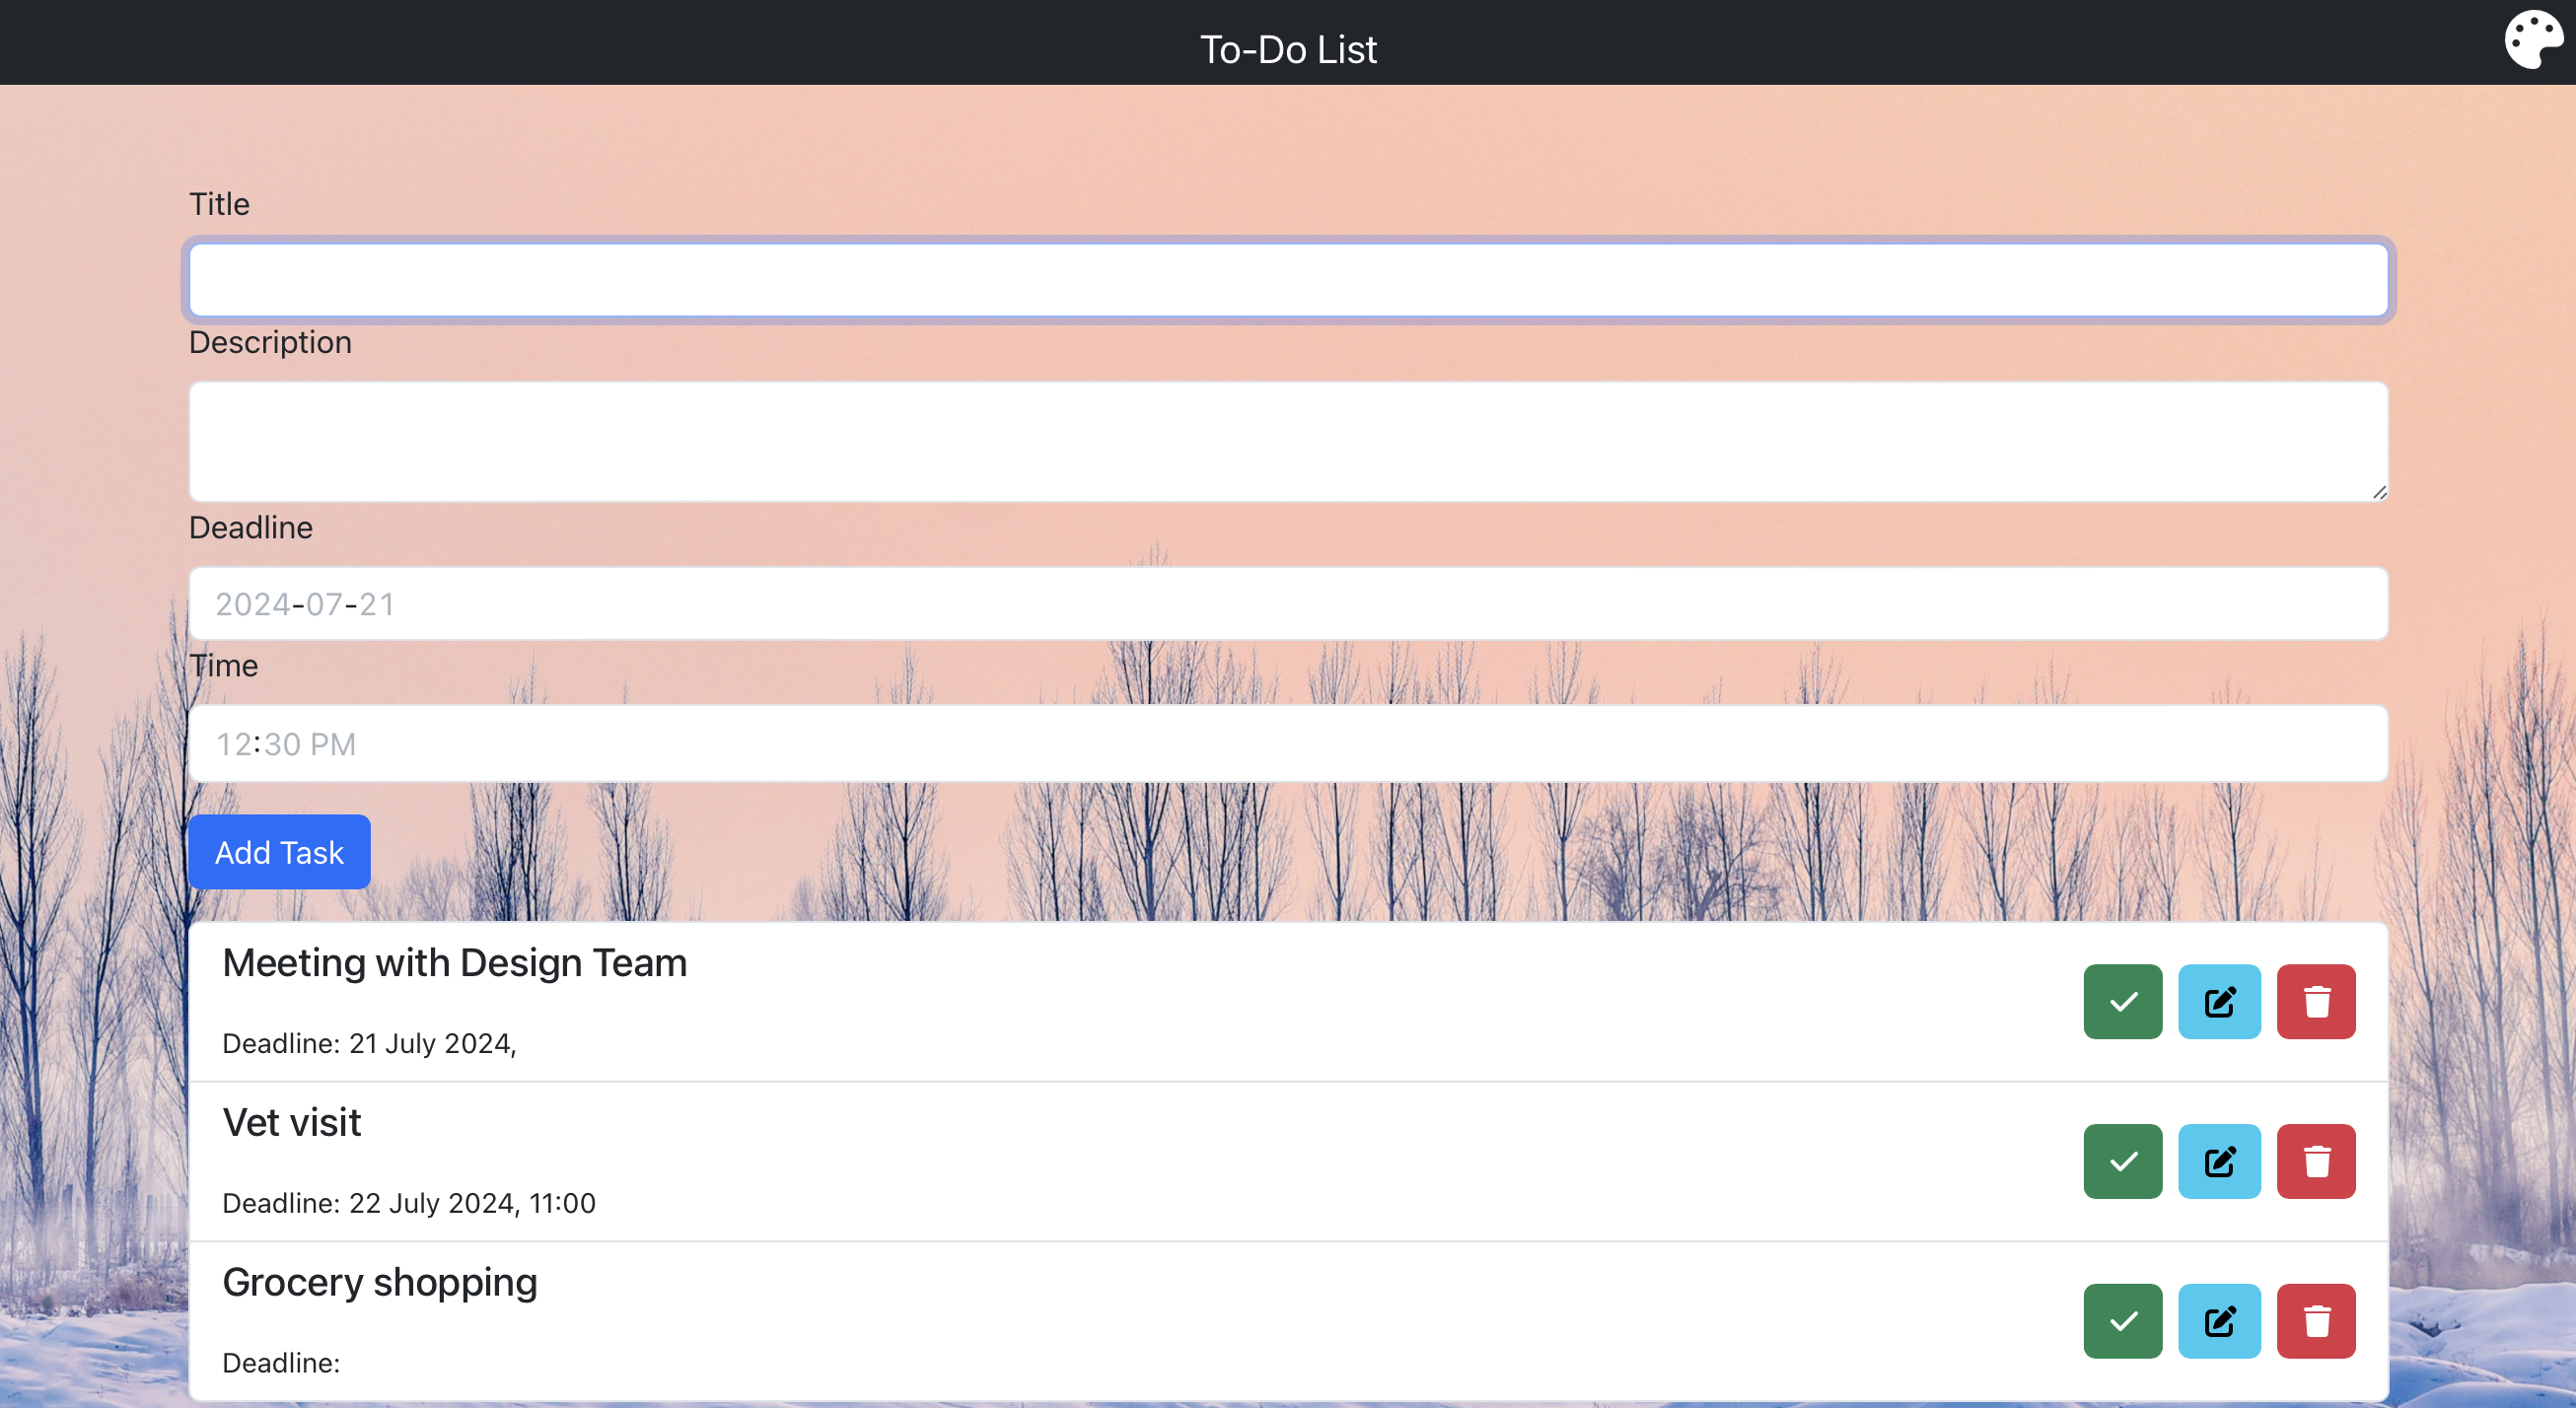 To-Do List
Title
Description
Deadline
2024-07-21
Time
12:30 PM
Add Task
Meeting with Design Team
Deadline: 21 July 2024,
Vet visit
Deadline: 22 July 2024, 11:00
Grocery shopping
Deadline: